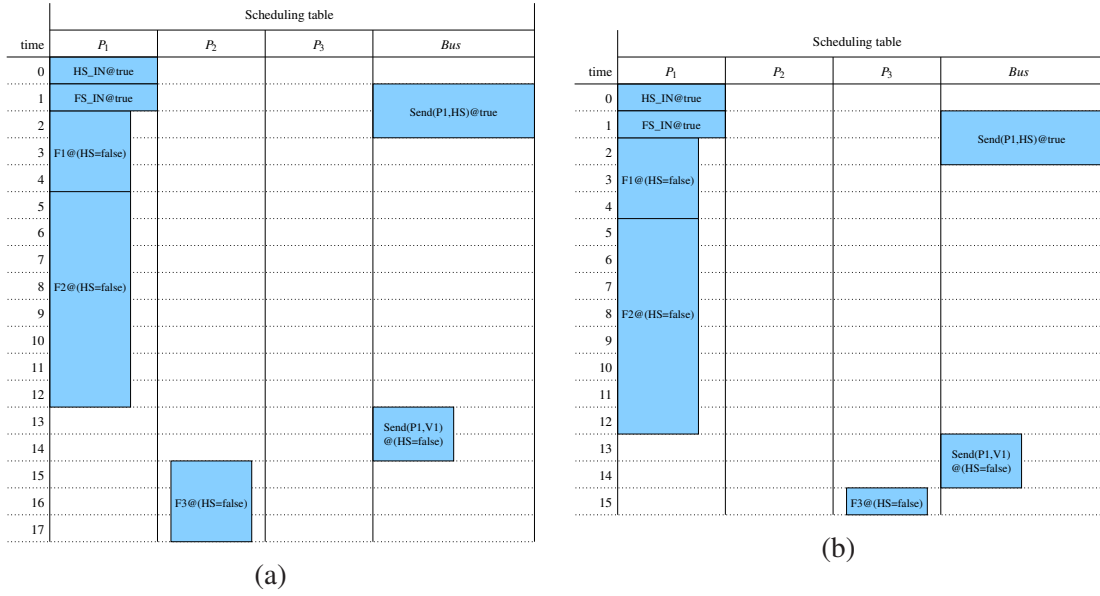 Scheduling table
time P1 P2 P3 Bus
0 HS_IN@true
1 FS_IN@true
Send(P1,HS)@true
2
3 F1@(HS=false)
4
5
6
7
8 F2@(HS=false)
9
10
11
12
13 Send(P1,V1)
14 @(HS=false)
15
16 F3@(HS=false)
17
(a)
Scheduling table
time P1 P2 P3 Bus
0 HS_IN@true
1 FS_IN@true
Send(P1,HS)@true
2
3 F1@(HS=false)
4
5
6
7
8 F2@(HS=false)
9
10
11
12
13 Send(P1,V1)
14 @(HS=false)
15 F3@(HS=false)
(b)